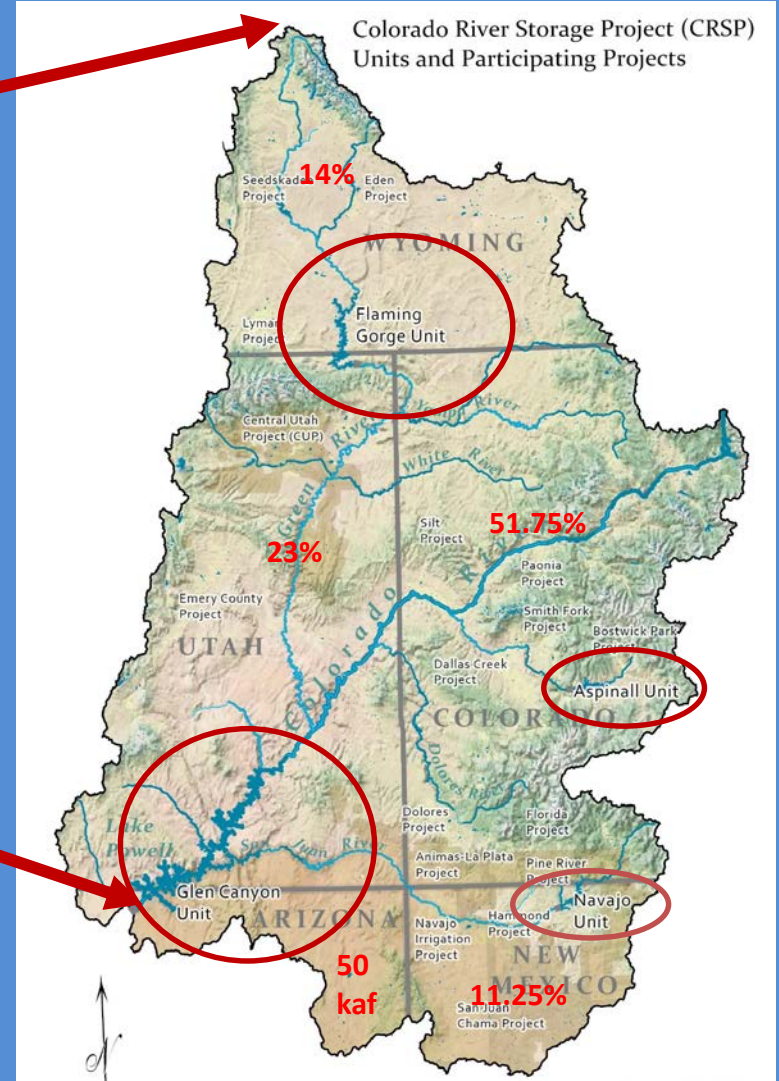 Colorado River Storage Project (CRSP)
Units and Participating Projects
14%
Seedskadee
Project
Eden
Project
WYOMING
Flaming
Gorge Unit
Lyman
Project
Central Utah
Project (CUP)
Yampa River
Green River
White River
51.75%
Silt
Project
23%
Paonia
Project
Emery County
Project
Smith Fork
Project
Bostwick Park
Project
UTAH
Colorado River
Dallas Creek
Project
Aspinall Unit
COLORADO
Dolores River
Lake
Powell
Dolores
Project
Florida
Project
San Juan River
Animas-La Plata
Project
Pine River
Project
Glen Canyon
Unit
Navajo
Unit
ARIZONA
Navajo
Irrigation
Project
Hammond
Project
NEW
MEXICO
50
kaf
11.25%
San Juan
Chama Project
N